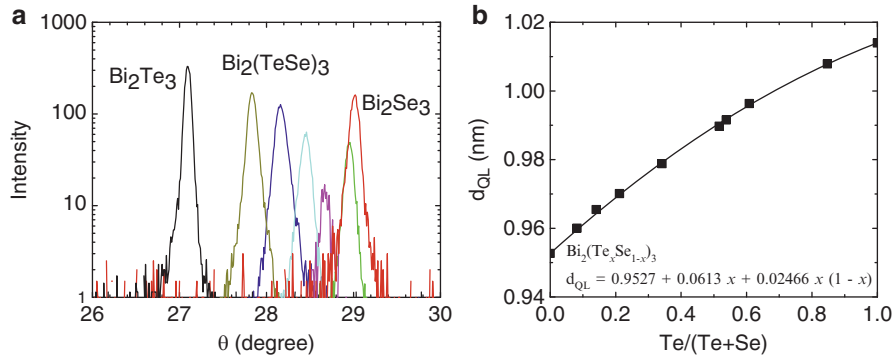 a
1000
100
10
1
Intensity
Bi₂Te₃
Bi₂(TeSe)₃
Bi₂Se₃
26 27 28 29 30
θ (degree)
b
1.02
1.00
0.98
0.96
0.94
d_QL (nm)
Bi₂(TeₓSe₁₋ₓ)₃
d_QL = 0.9527 + 0.0613 x + 0.02466 x (1 - x)
0.0 0.2 0.4 0.6 0.8 1.0
Te/(Te+Se)